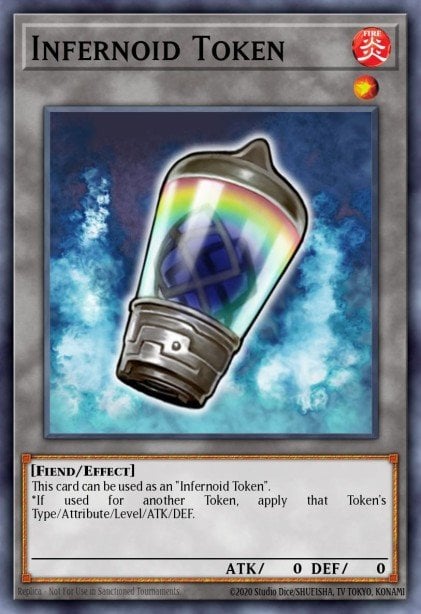 INFERNOID TOKEN
FIRE
炎
[FIEND/EFFECT]
This card can be used as an "Infernoid Token".
*If used for another Token, apply that Token's
Type/Attribute/Level/ATK/DEF.
ATK/ 0 DEF/ 0
Replica - Not For Use in Sanctioned Tournaments. ©2020 Studio Dice/SHUEISHA, TV TOKYO, KONAMI